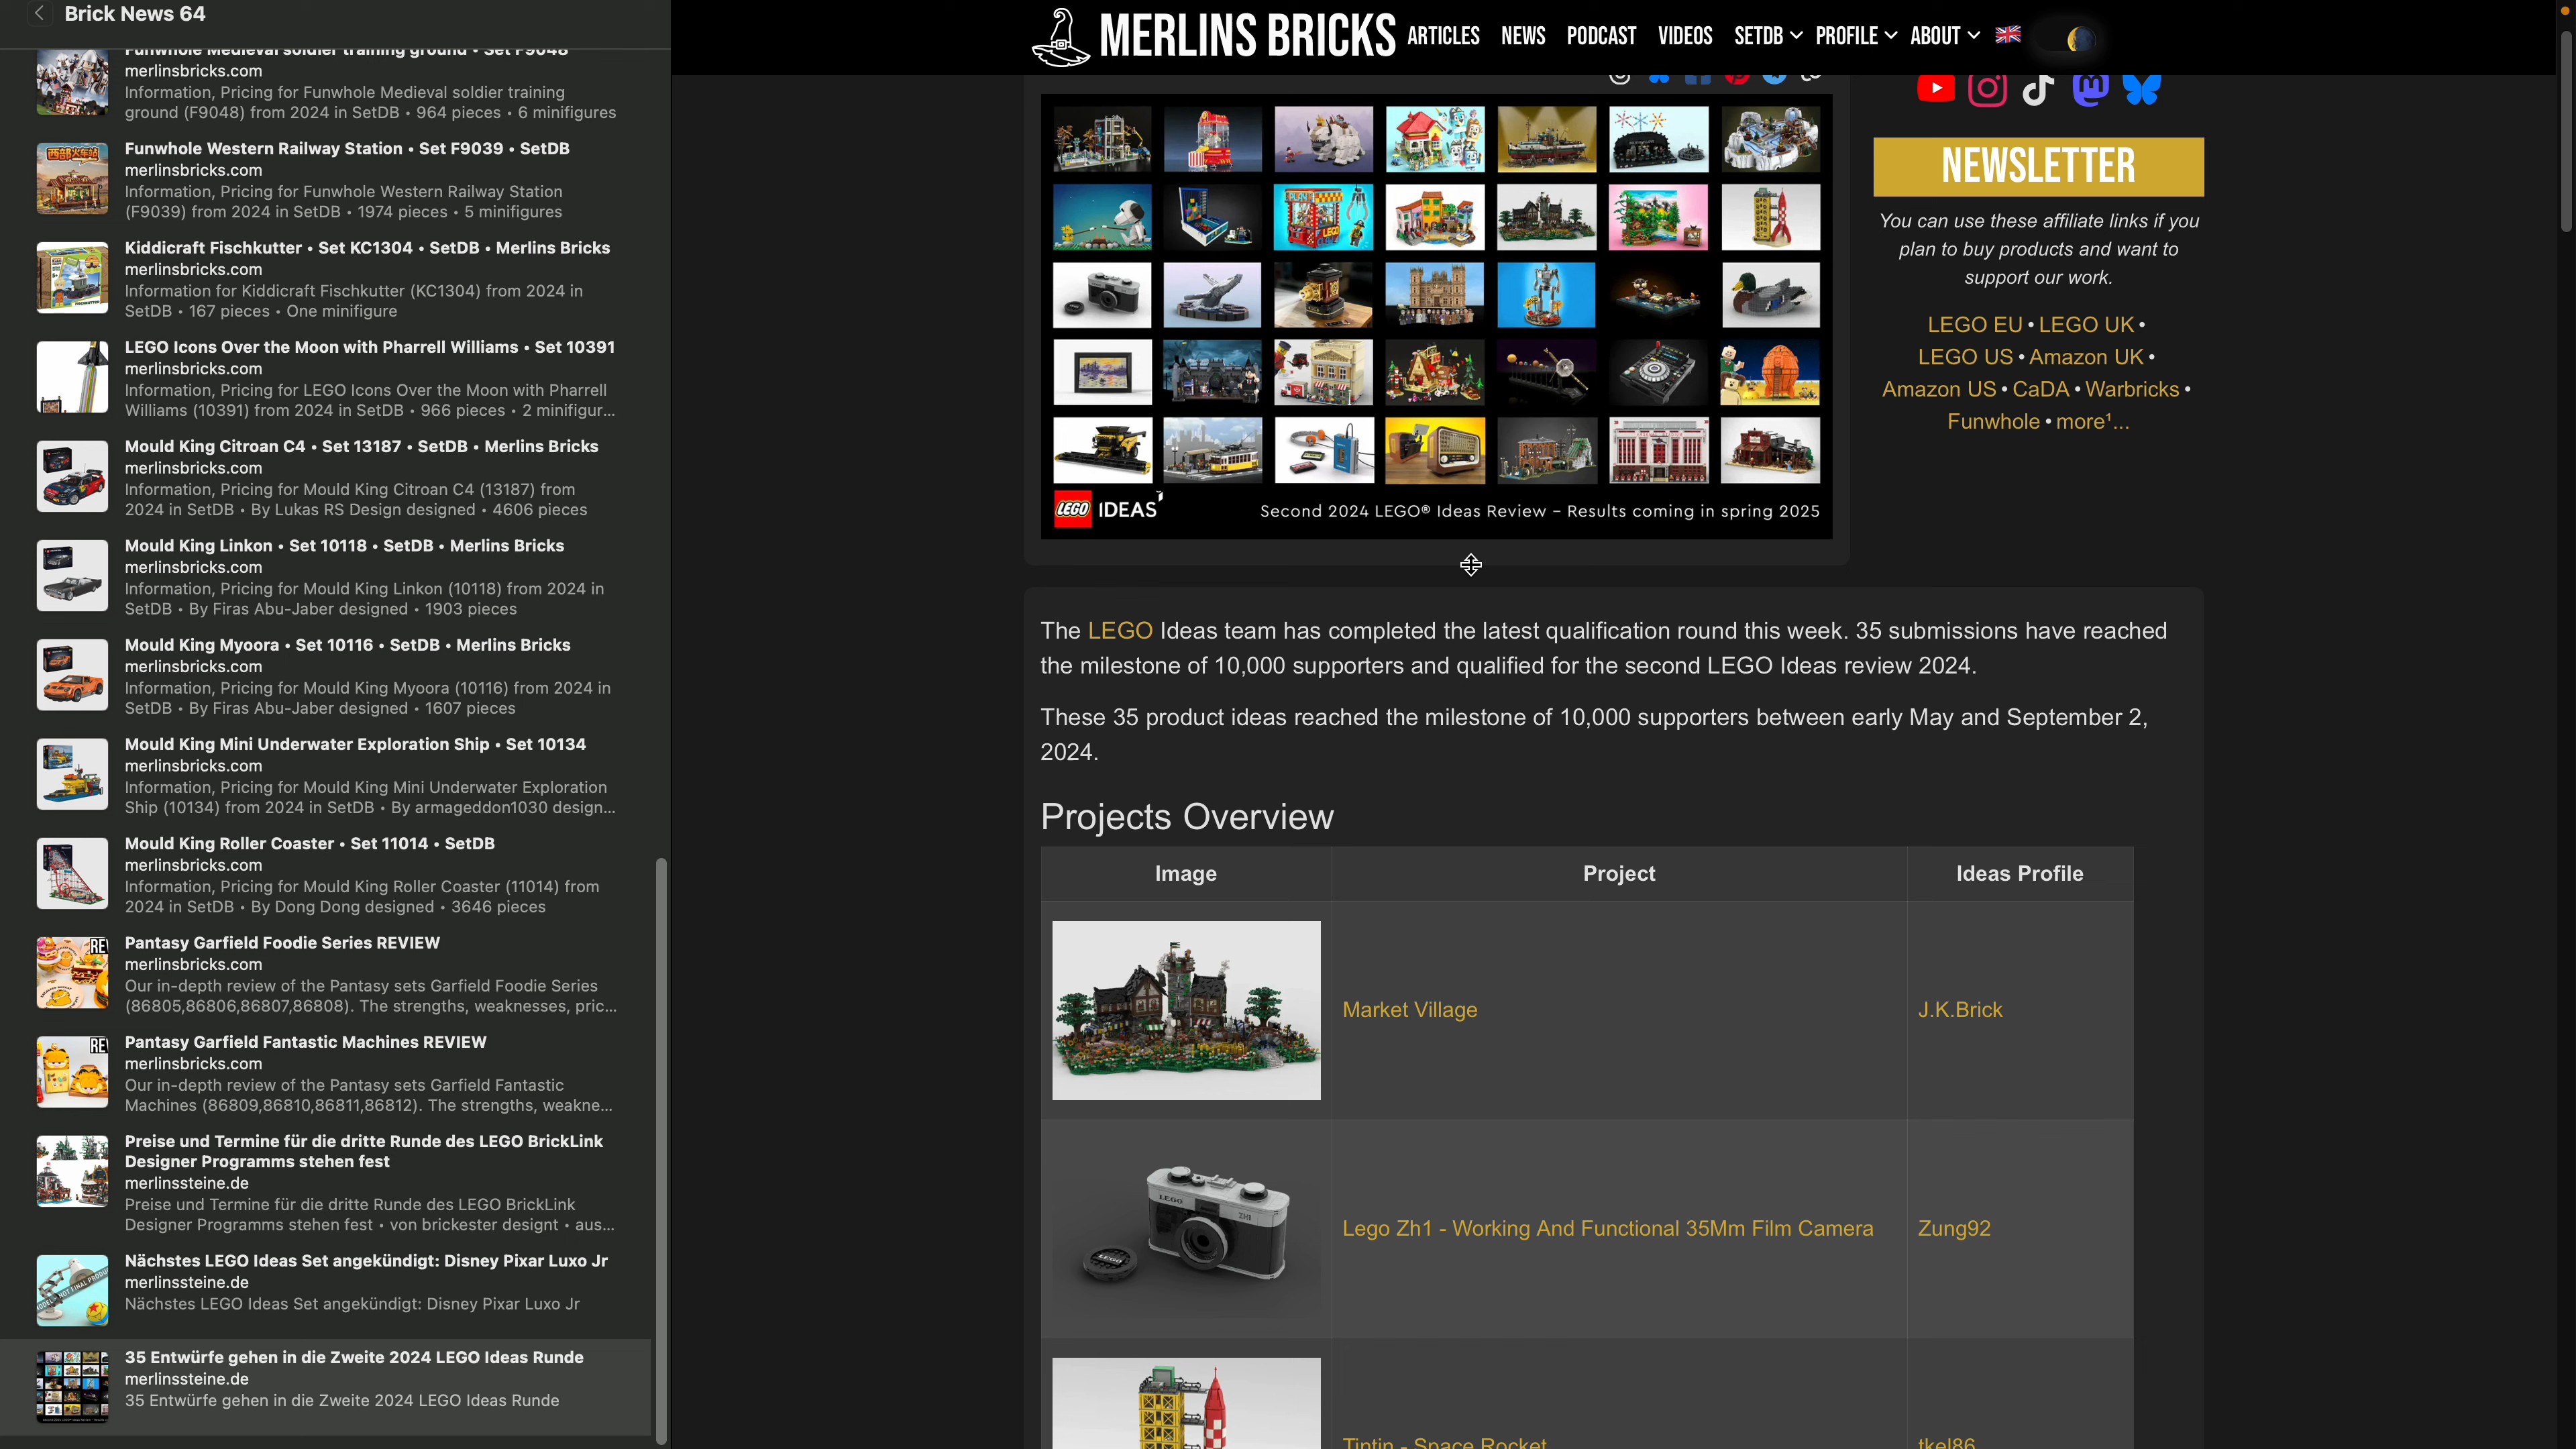 Brick News 64
Funwhole Medieval soldier training ground • Set F9048
merlinsbricks.com
Information, Pricing for Funwhole Medieval soldier training
ground (F9048) from 2024 in SetDB • 964 pieces • 6 minifigures
Funwhole Western Railway Station • Set F9039 • SetDB
merlinsbricks.com
Information, Pricing for Funwhole Western Railway Station
(F9039) from 2024 in SetDB • 1974 pieces • 5 minifigures
Kiddicraft Fischkutter • Set KC1304 • SetDB • Merlins Bricks
merlinsbricks.com
Information for Kiddicraft Fischkutter (KC1304) from 2024 in
SetDB • 167 pieces • One minifigure
LEGO Icons Over the Moon with Pharrell Williams • Set 10391
merlinsbricks.com
Information, Pricing for LEGO Icons Over the Moon with Pharrell
Williams (10391) from 2024 in SetDB • 966 pieces • 2 minifigur...
Mould King Citroan C4 • Set 13187 • SetDB • Merlins Bricks
merlinsbricks.com
Information, Pricing for Mould King Citroan C4 (13187) from
2024 in SetDB • By Lukas RS Design designed • 4606 pieces
Mould King Linkon • Set 10118 • SetDB • Merlins Bricks
merlinsbricks.com
Information, Pricing for Mould King Linkon (10118) from 2024 in
SetDB • By Firas Abu-Jaber designed • 1903 pieces
Mould King Myoora • Set 10116 • SetDB • Merlins Bricks
merlinsbricks.com
Information, Pricing for Mould King Myoora (10116) from 2024 in
SetDB • By Firas Abu-Jaber designed • 1607 pieces
Mould King Mini Underwater Exploration Ship • Set 10134
merlinsbricks.com
Information, Pricing for Mould King Mini Underwater Exploration
Ship (10134) from 2024 in SetDB • By armageddon1030 design...
Mould King Roller Coaster • Set 11014 • SetDB
merlinsbricks.com
Information, Pricing for Mould King Roller Coaster (11014) from
2024 in SetDB • By Dong Dong designed • 3646 pieces
Pantasy Garfield Foodie Series REVIEW
merlinsbricks.com
Our in-depth review of the Pantasy sets Garfield Foodie Series
(86805,86806,86807,86808). The strengths, weaknesses, pric...
Pantasy Garfield Fantastic Machines REVIEW
merlinsbricks.com
Our in-depth review of the Pantasy sets Garfield Fantastic
Machines (86809,86810,86811,86812). The strengths, weakne...
Preise und Termine für die dritte Runde des LEGO BrickLink
Designer Programms stehen fest
merlinssteine.de
Preise und Termine für die dritte Runde des LEGO BrickLink
Designer Programms stehen fest • von brickester designt • aus...
Nächstes LEGO Ideas Set angekündigt: Disney Pixar Luxo Jr
merlinssteine.de
Nächstes LEGO Ideas Set angekündigt: Disney Pixar Luxo Jr
35 Entwürfe gehen in die Zweite 2024 LEGO Ideas Runde
merlinssteine.de
35 Entwürfe gehen in die Zweite 2024 LEGO Ideas Runde
MERLINS BRICKS ARTICLES NEWS PODCAST VIDEOS SETDB PROFILE ABOUT
LEGO IDEAS
Second 2024 LEGO® Ideas Review – Results coming in spring 2025
NEWSLETTER
You can use these affiliate links if you
plan to buy products and want to
support our work.
LEGO EU • LEGO UK •
LEGO US • Amazon UK •
Amazon US • CaDA • Warbricks •
Funwhole • more¹...
The LEGO Ideas team has completed the latest qualification round this week. 35 submissions have reached
the milestone of 10,000 supporters and qualified for the second LEGO Ideas review 2024.
These 35 product ideas reached the milestone of 10,000 supporters between early May and September 2,
2024.
Projects Overview
Image Project Ideas Profile
Market Village J.K.Brick
LEGO ZH1
Lego Zh1 - Working And Functional 35Mm Film Camera Zung92
Tintin - Space Rocket tkel86